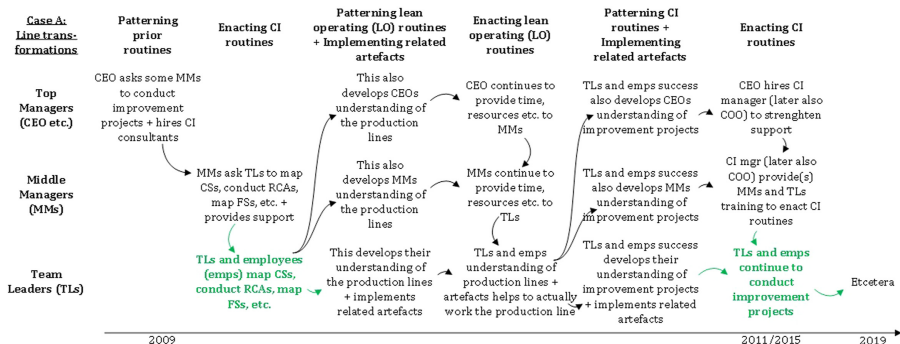 Case A:
Line trans-
formations
Patterning
prior
routines
Enacting CI
routines
Patterning lean
operating (LO) routines
+ Implementing related
artefacts
Enacting lean
operating (LO)
routines
Patterning CI
routines +
Implementing
related artefacts
Enacting CI
routines
Top
Managers
(CEO etc.)
CEO asks some MMs
to conduct
improvement
projects + hires CI
consultants
This also
develops CEOs
understanding of
the production
lines
CEO continues to
provide time,
resources etc. to
MMs
TLs and emps success
also develops CEOs
understanding of
improvement projects
CEO hires CI
manager (later also
COO) to strenghten
support
Middle
Managers
(MMs)
MMs ask TLs to map
CSs, conduct RCAs,
map FSs, etc. +
provides support
This also
develops MMs
understanding of
the production
lines
MMs continue to
provide time,
resources etc. to
TLs
TLs and emps success
also develops MMs
understanding of
improvement projects
CI mgr (later also
COO) provide(s)
MMs and TLs
training to enact CI
routines
Team
Leaders (TLs)
TLs and employees
(emps) map CSs,
conduct RCAs, map
FSs, etc.
This develops their
understanding of
the production lines
+ implements
related artefacts
TLs and emps
understanding of
production lines +
artefacts helps to actually
work the production line
TLs and emps success
develops their
understanding of
improvement projects
+ implements related
artefacts
TLs and emps
continue to
conduct
improvement
projects
Etcetera
2009
2011/2015
2019